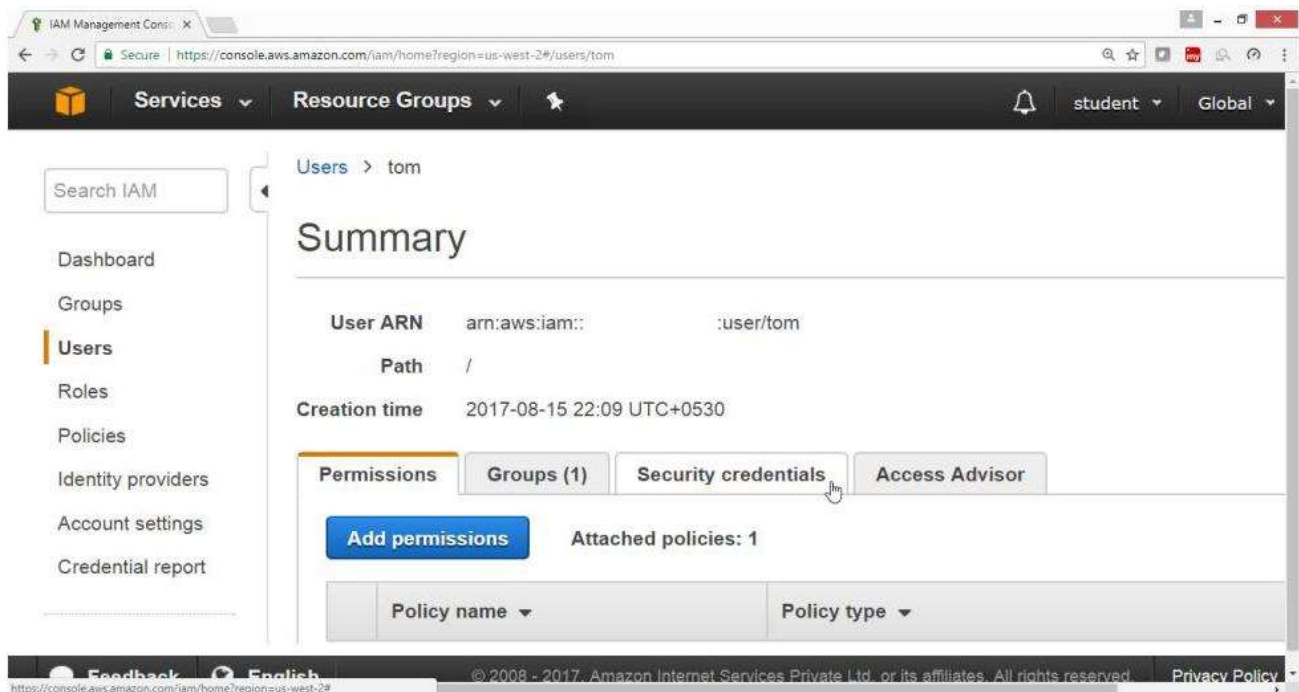 IAM Management Cons
Secure | https://console.aws.amazon.com/iam/home?region=us-west-2#/users/tom
Services Resource Groups student Global
Search IAM
Dashboard
Groups
Users
Roles
Policies
Identity providers
Account settings
Credential report
Users > tom
Summary
User ARN arn:aws:iam:: :user/tom
Path /
Creation time 2017-08-15 22:09 UTC+0530
Permissions Groups (1) Security credentials Access Advisor
Add permissions Attached policies: 1
Policy name Policy type
Feedback English © 2008 - 2017, Amazon Internet Services Private Ltd. or its affiliates. All rights reserved. Privacy Policy
https://console.aws.amazon.com/iam/home?region=us-west-2#